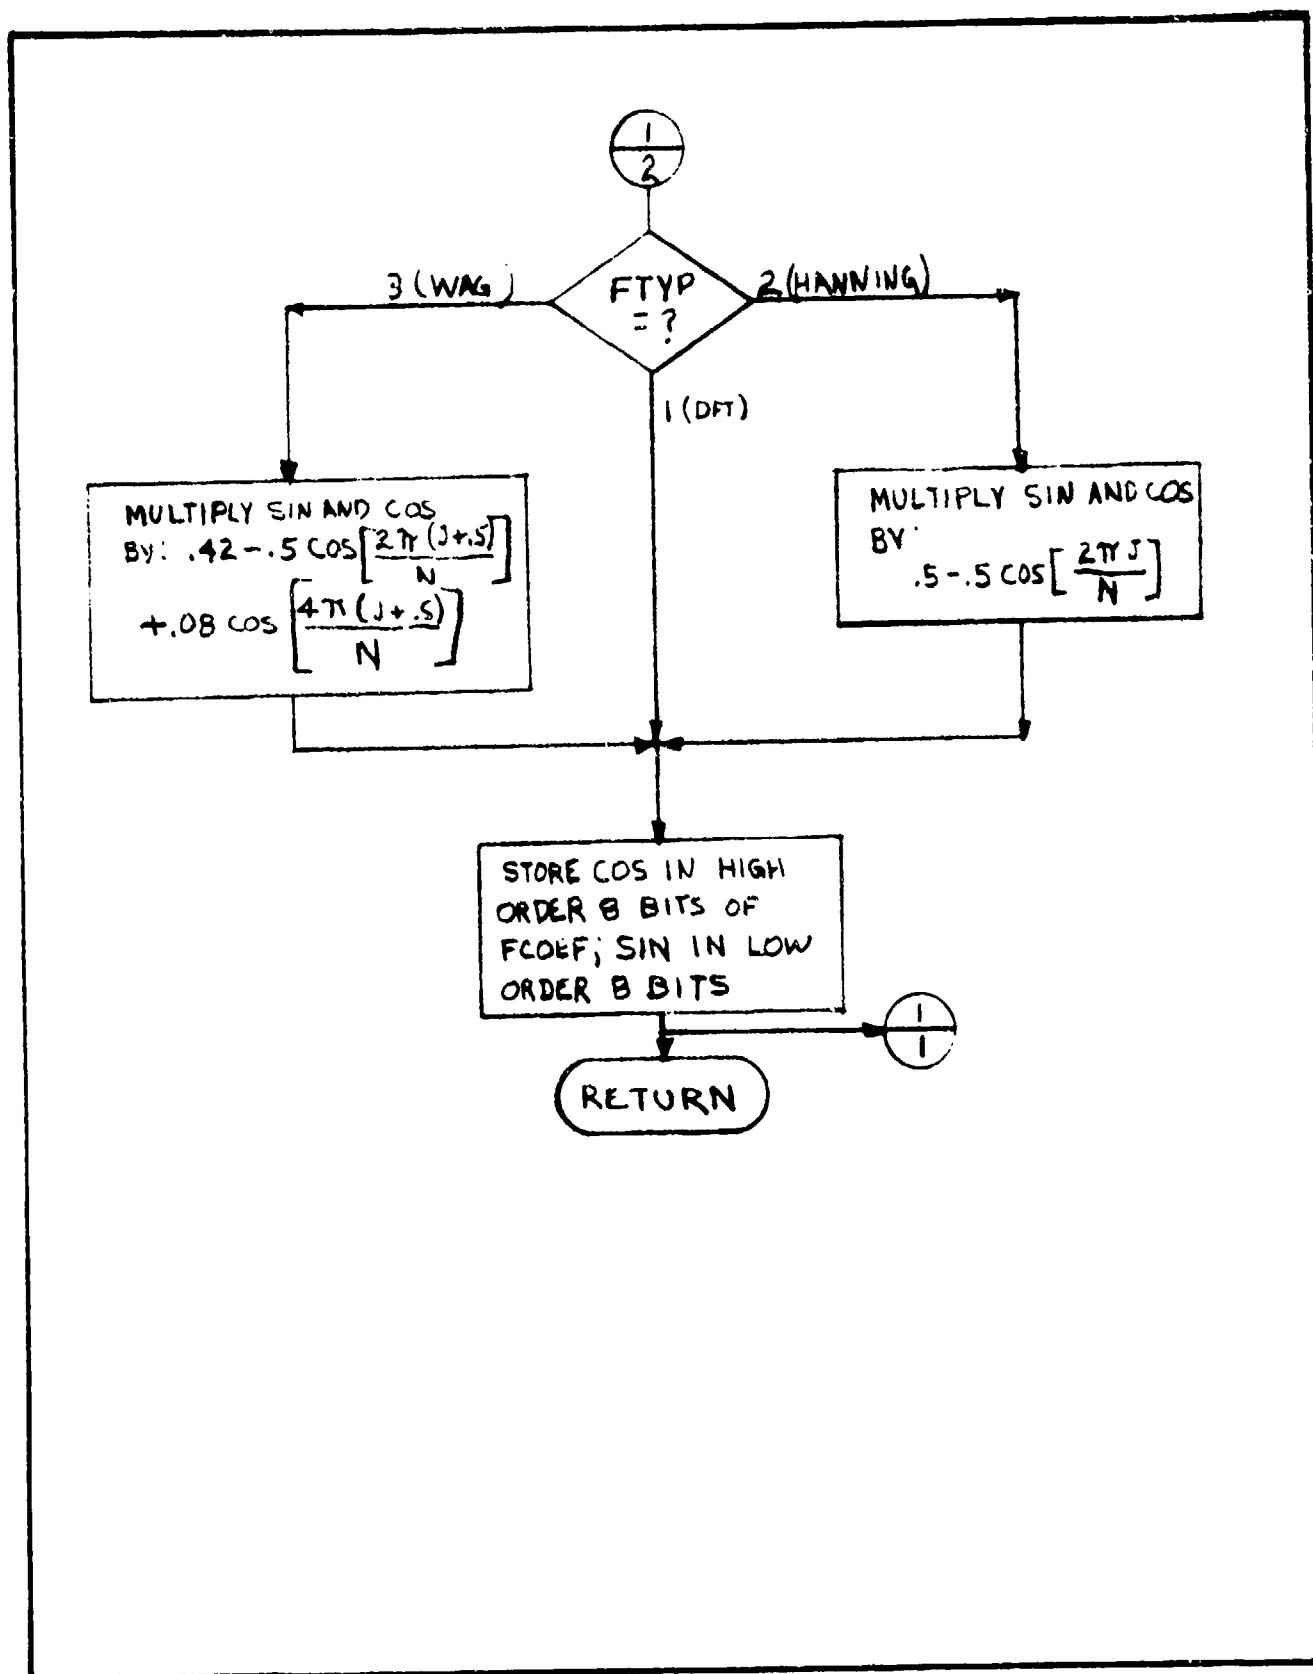 1
2
FTYP
= ?
3 (WAG)
2 (HANNING)
1 (DFT)
MULTIPLY SIN AND COS
BY: .42-.5 COS[2π(J+.5)/N]
+.08 COS[4π(J+.5)/N]
MULTIPLY SIN AND COS
BY:
.5-.5 COS[2πJ/N]
STORE COS IN HIGH
ORDER 8 BITS OF
FCOEF; SIN IN LOW
ORDER 8 BITS
1
1
RETURN